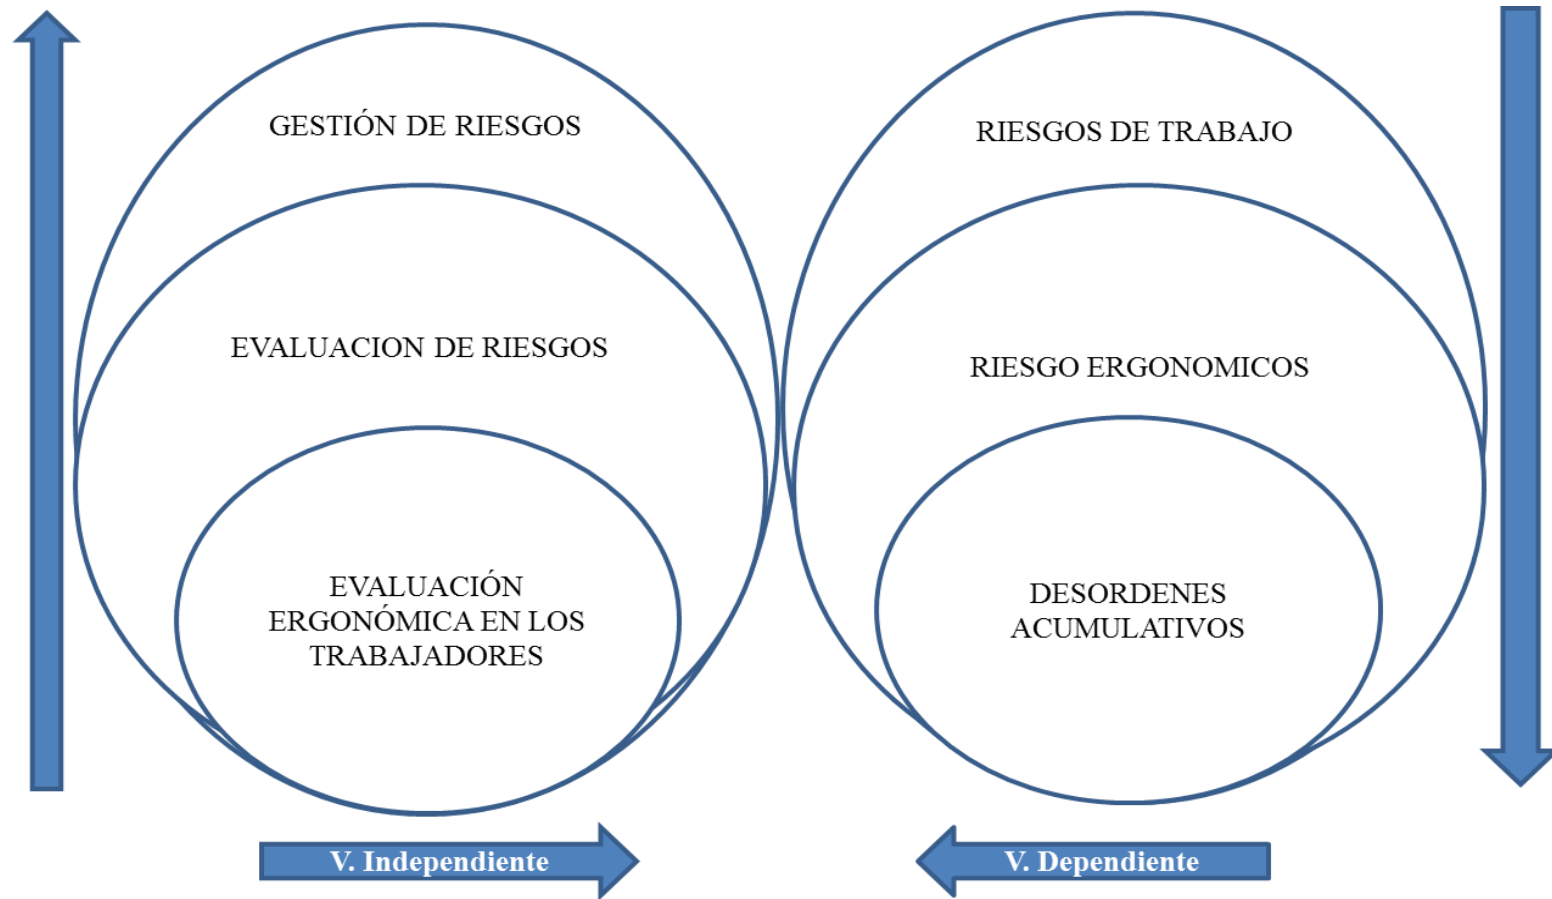 GESTIÓN DE RIESGOS
EVALUACION DE RIESGOS
EVALUACIÓN
ERGONÓMICA EN LOS
TRABAJADORES
V. Independiente
RIESGOS DE TRABAJO
RIESGO ERGONOMICOS
DESORDENES
ACUMULATIVOS
V. Dependiente